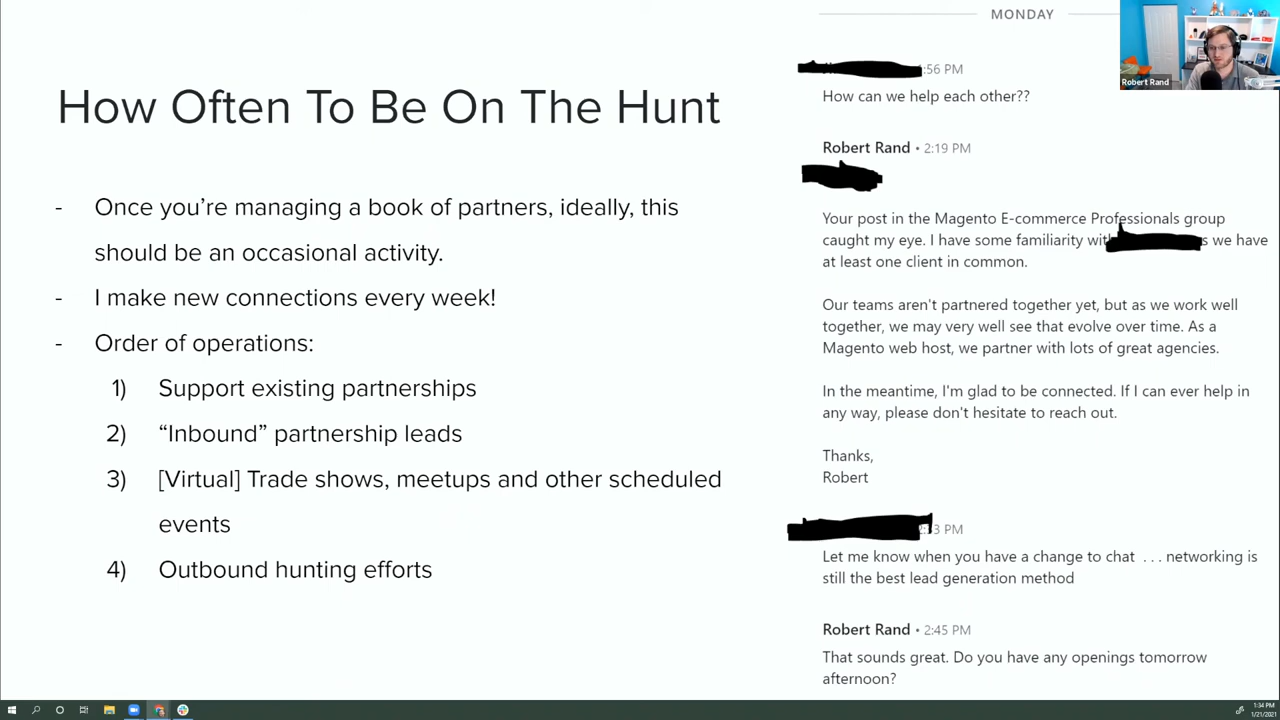 How Often To Be On The Hunt
- Once you're managing a book of partners, ideally, this
should be an occasional activity.
- I make new connections every week!
- Order of operations:
1) Support existing partnerships
2) “Inbound” partnership leads
3) [Virtual] Trade shows, meetups and other scheduled
events
4) Outbound hunting efforts
MONDAY
:56 PM
How can we help each other??
Robert Rand • 2:19 PM
Your post in the Magento E-commerce Professionals group
caught my eye. I have some familiarity with s we have
at least one client in common.
Our teams aren't partnered together yet, but as we work well
together, we may very well see that evolve over time. As a
Magento web host, we partner with lots of great agencies.
In the meantime, I'm glad to be connected. If I can ever help in
any way, please don't hesitate to reach out.
Thanks,
Robert
PM
Let me know when you have a change to chat . . . networking is
still the best lead generation method
Robert Rand • 2:45 PM
That sounds great. Do you have any openings tomorrow
afternoon?
Robert Rand
1:34 PM
1/21/2021